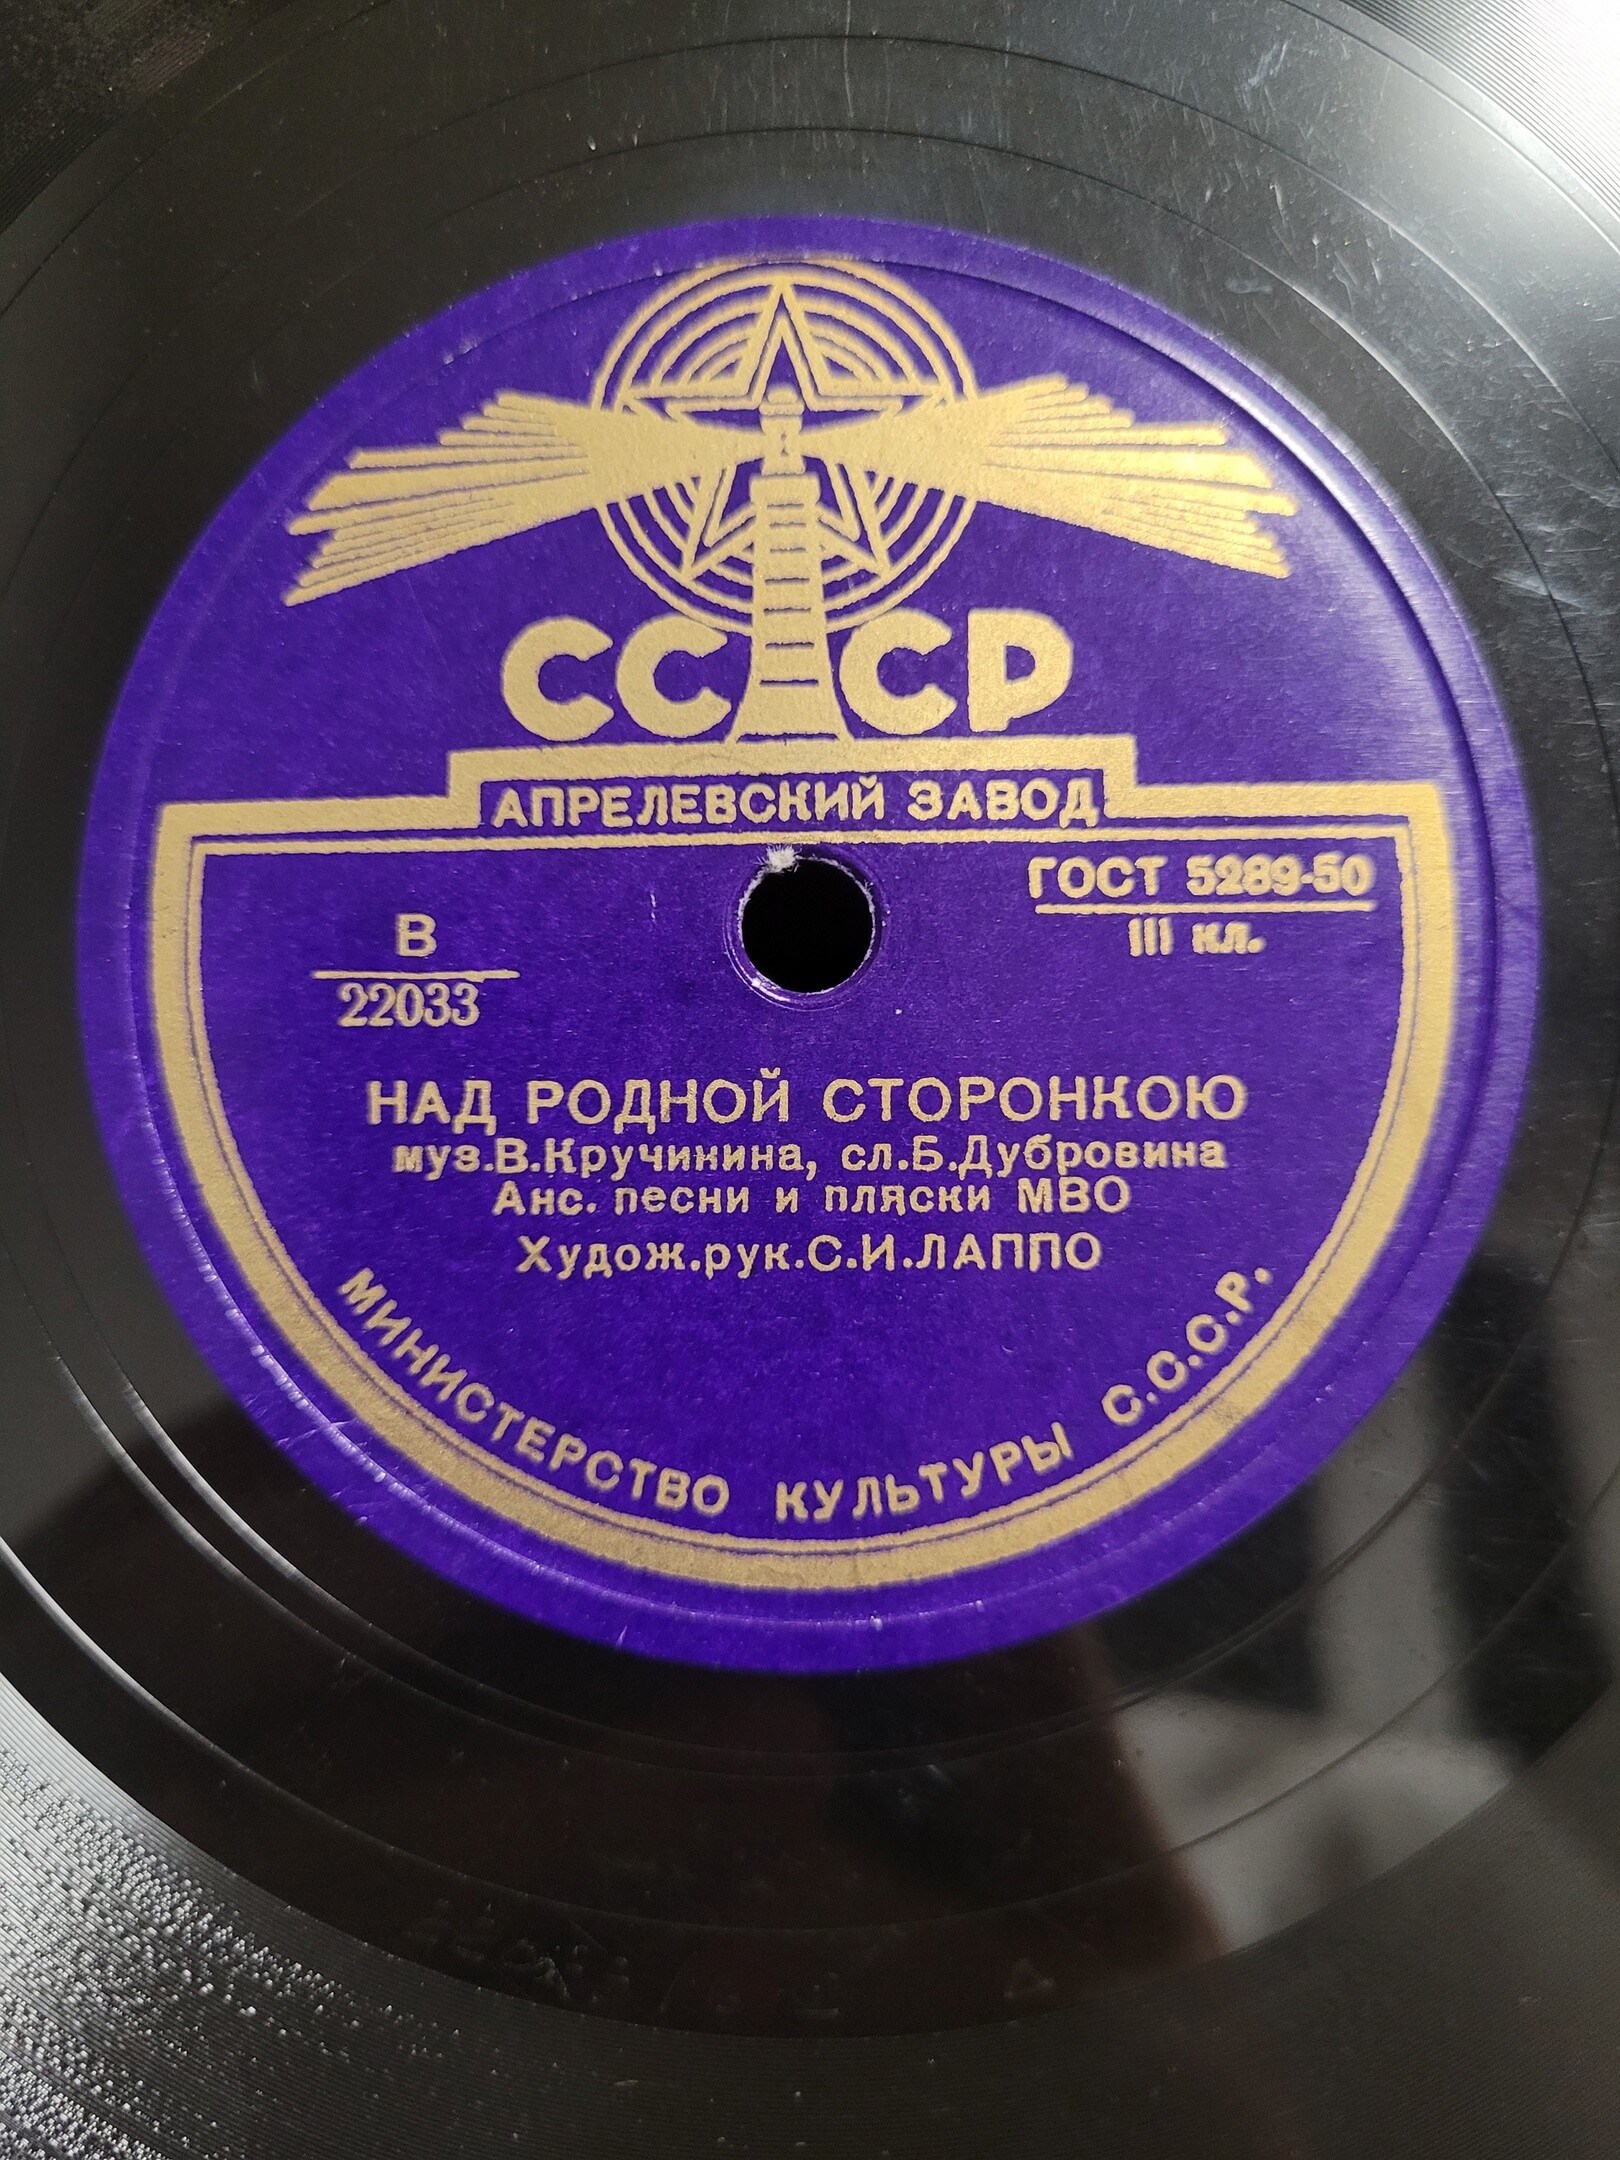 СССР
АПРЕЛЕВСКИЙ ЗАВОД
ГОСТ 5289-50
III кл.
В
22033
НАД РОДНОЙ СТОРОНКОЮ
муз.В.Кручинина, сл.Б.Дубровина
Анс. песни и пляски МВО
Худож.рук.С.И.ЛАППО
МИНИСТЕРСТВО КУЛЬТУРЫ С.С.С.Р.